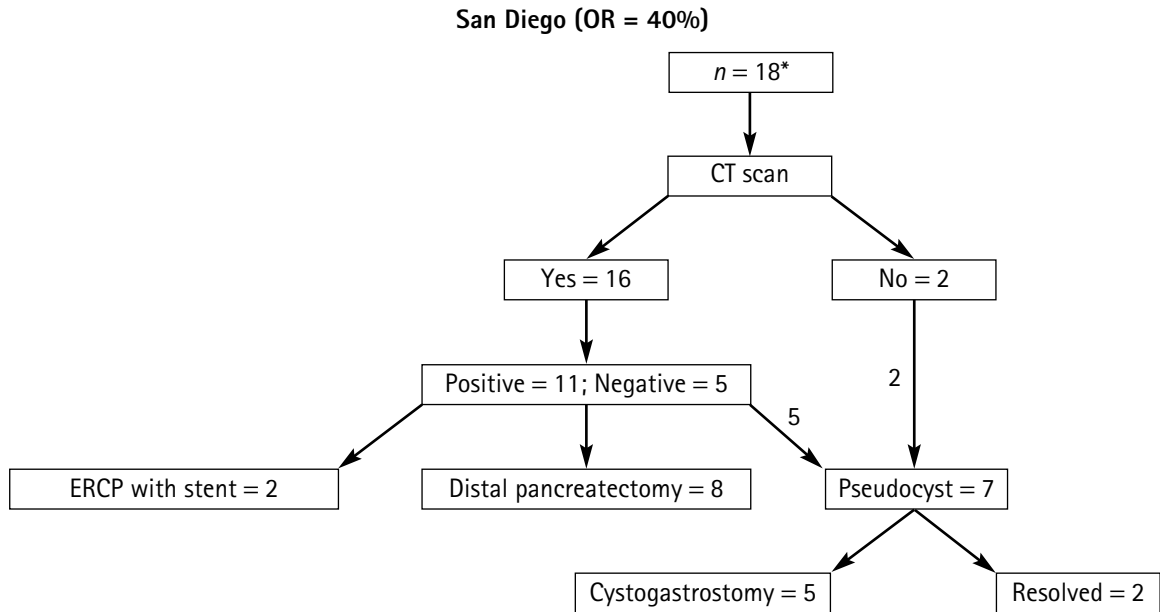 San Diego (OR = 40%)
n = 18*
CT scan
Yes = 16
No = 2
Positive = 11; Negative = 5
2
5
ERCP with stent = 2
Distal pancreatectomy = 8
Pseudocyst = 7
Cystogastrostomy = 5
Resolved = 2